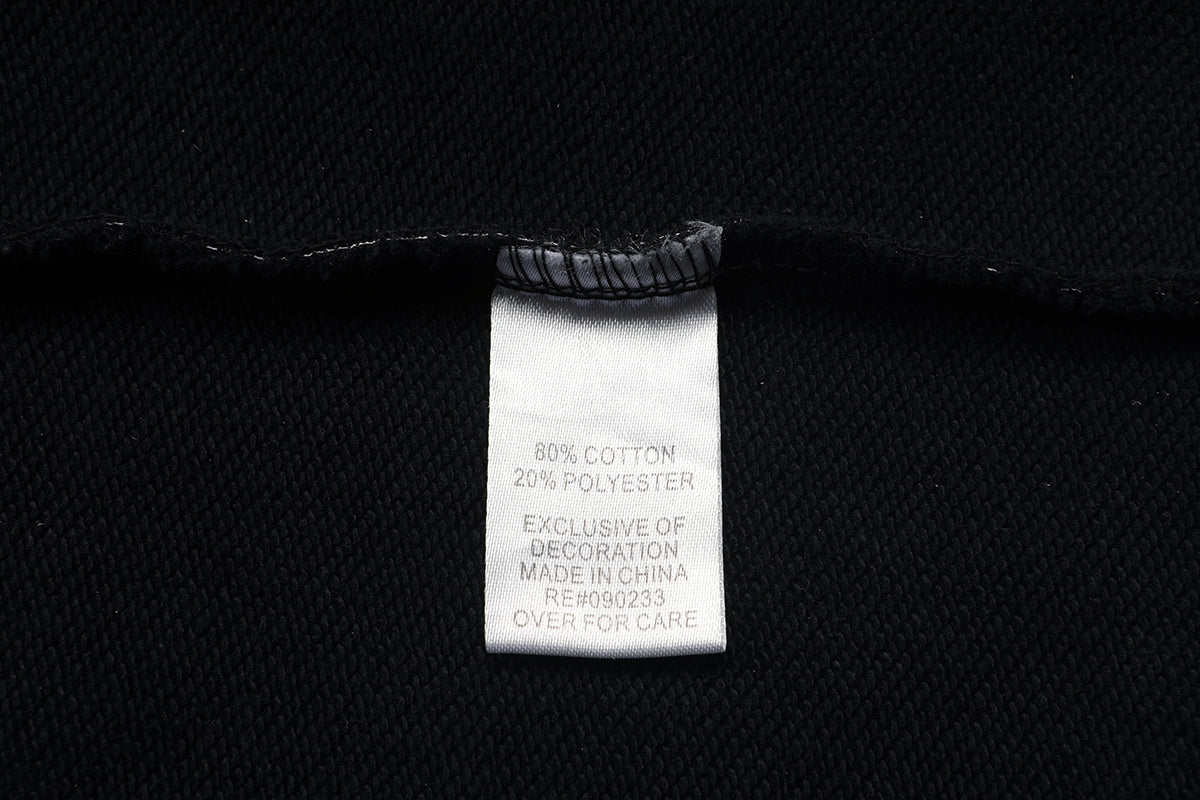 80% COTTON
20% POLYESTER
EXCLUSIVE OF
DECORATION
MADE IN CHINA
RE#090233
OVER FOR CARE